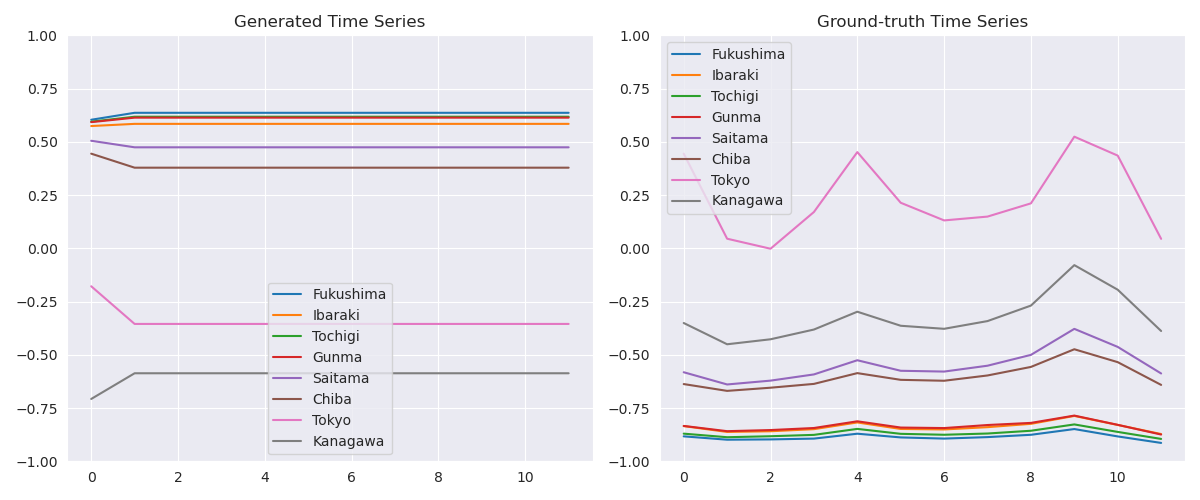 Generated Time Series
1.00
0.75
0.50
0.25
0.00
−0.25
−0.50
−0.75
−1.00
0 2 4 6 8 10
Fukushima
Ibaraki
Tochigi
Gunma
Saitama
Chiba
Tokyo
Kanagawa
Ground-truth Time Series
1.00
0.75
0.50
0.25
0.00
−0.25
−0.50
−0.75
−1.00
0 2 4 6 8 10
Fukushima
Ibaraki
Tochigi
Gunma
Saitama
Chiba
Tokyo
Kanagawa